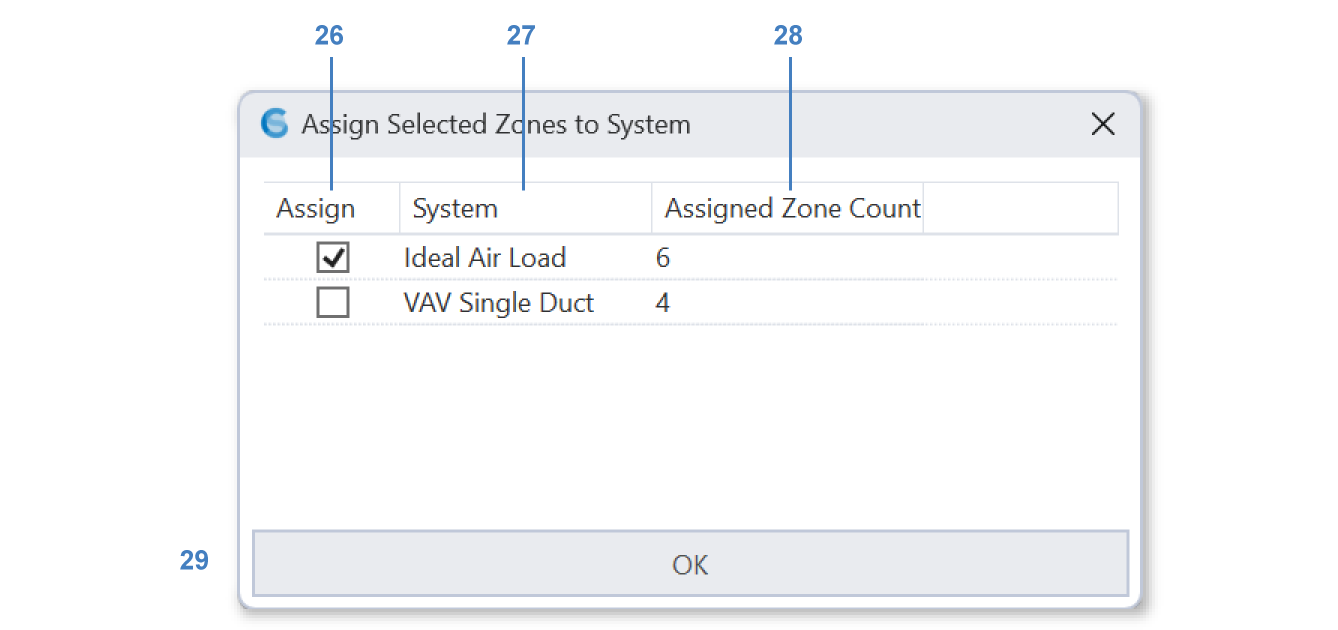 26 27 28
Assign Selected Zones to System
Assign System Assigned Zone Count
Ideal Air Load 6
VAV Single Duct 4
29 OK